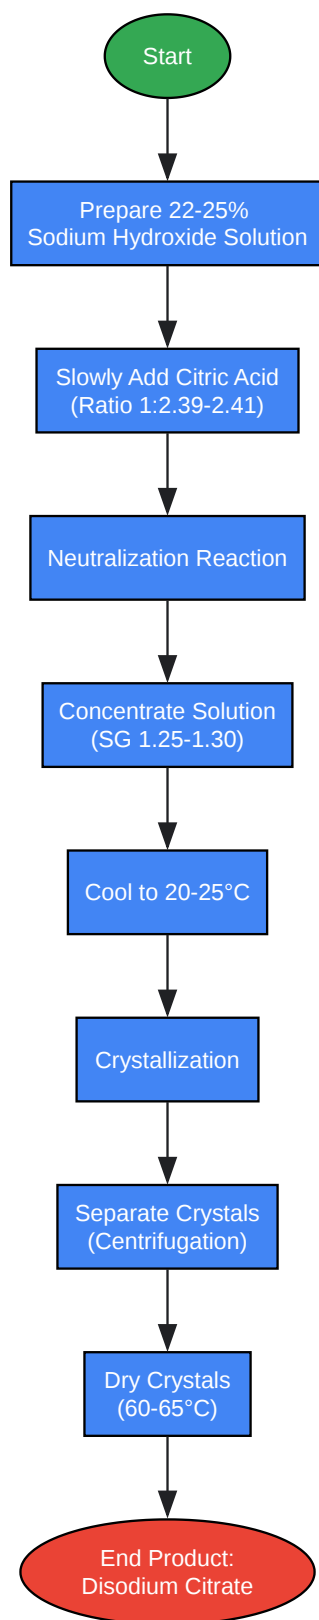 Start
Prepare 22-25%
Sodium Hydroxide Solution
Slowly Add Citric Acid
(Ratio 1:2.39-2.41)
Neutralization Reaction
Concentrate Solution
(SG 1.25-1.30)
Cool to 20-25°C
Crystallization
Separate Crystals
(Centrifugation)
Dry Crystals
(60-65°C)
End Product:
Disodium Citrate